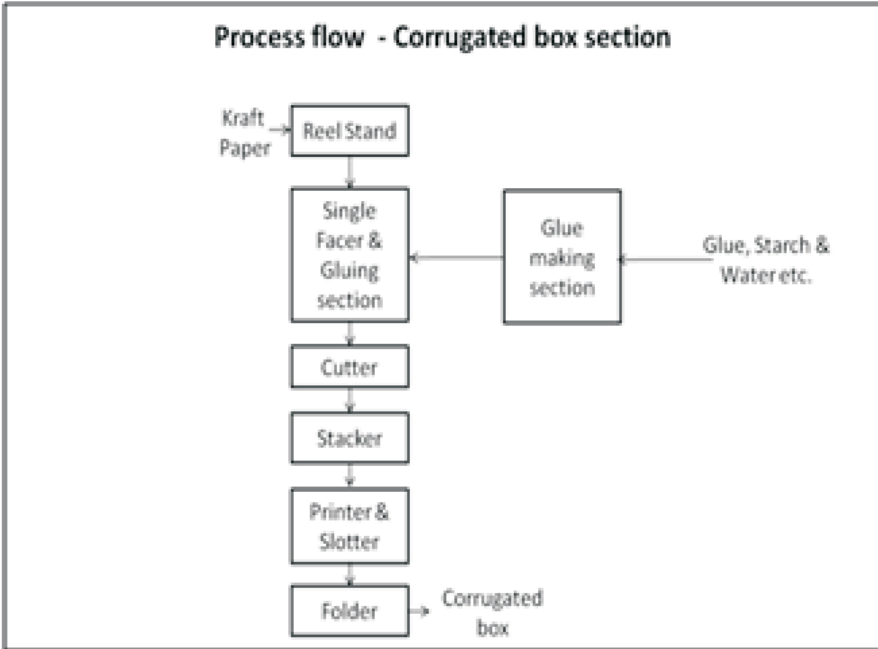 Process flow - Corrugated box section
Kraft
Paper
Reel Stand
Single
Facer &
Gluing
section
Glue
making
section
Glue, Starch &
Water etc.
Cutter
Stacker
Printer &
Slotter
Folder
Corrugated
box